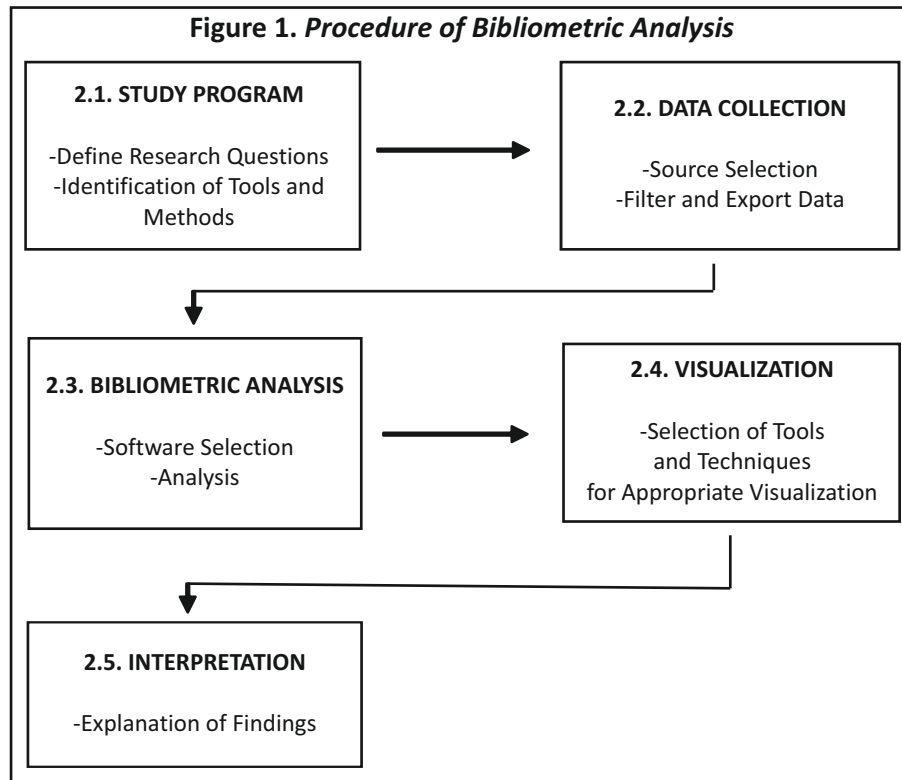 Figure 1. Procedure of Bibliometric Analysis
2.1. STUDY PROGRAM
-Define Research Questions
-Identification of Tools and
Methods
2.2. DATA COLLECTION
-Source Selection
-Filter and Export Data
2.3. BIBLIOMETRIC ANALYSIS
-Software Selection
-Analysis
2.4. VISUALIZATION
-Selection of Tools
and Techniques
for Appropriate Visualization
2.5. INTERPRETATION
-Explanation of Findings